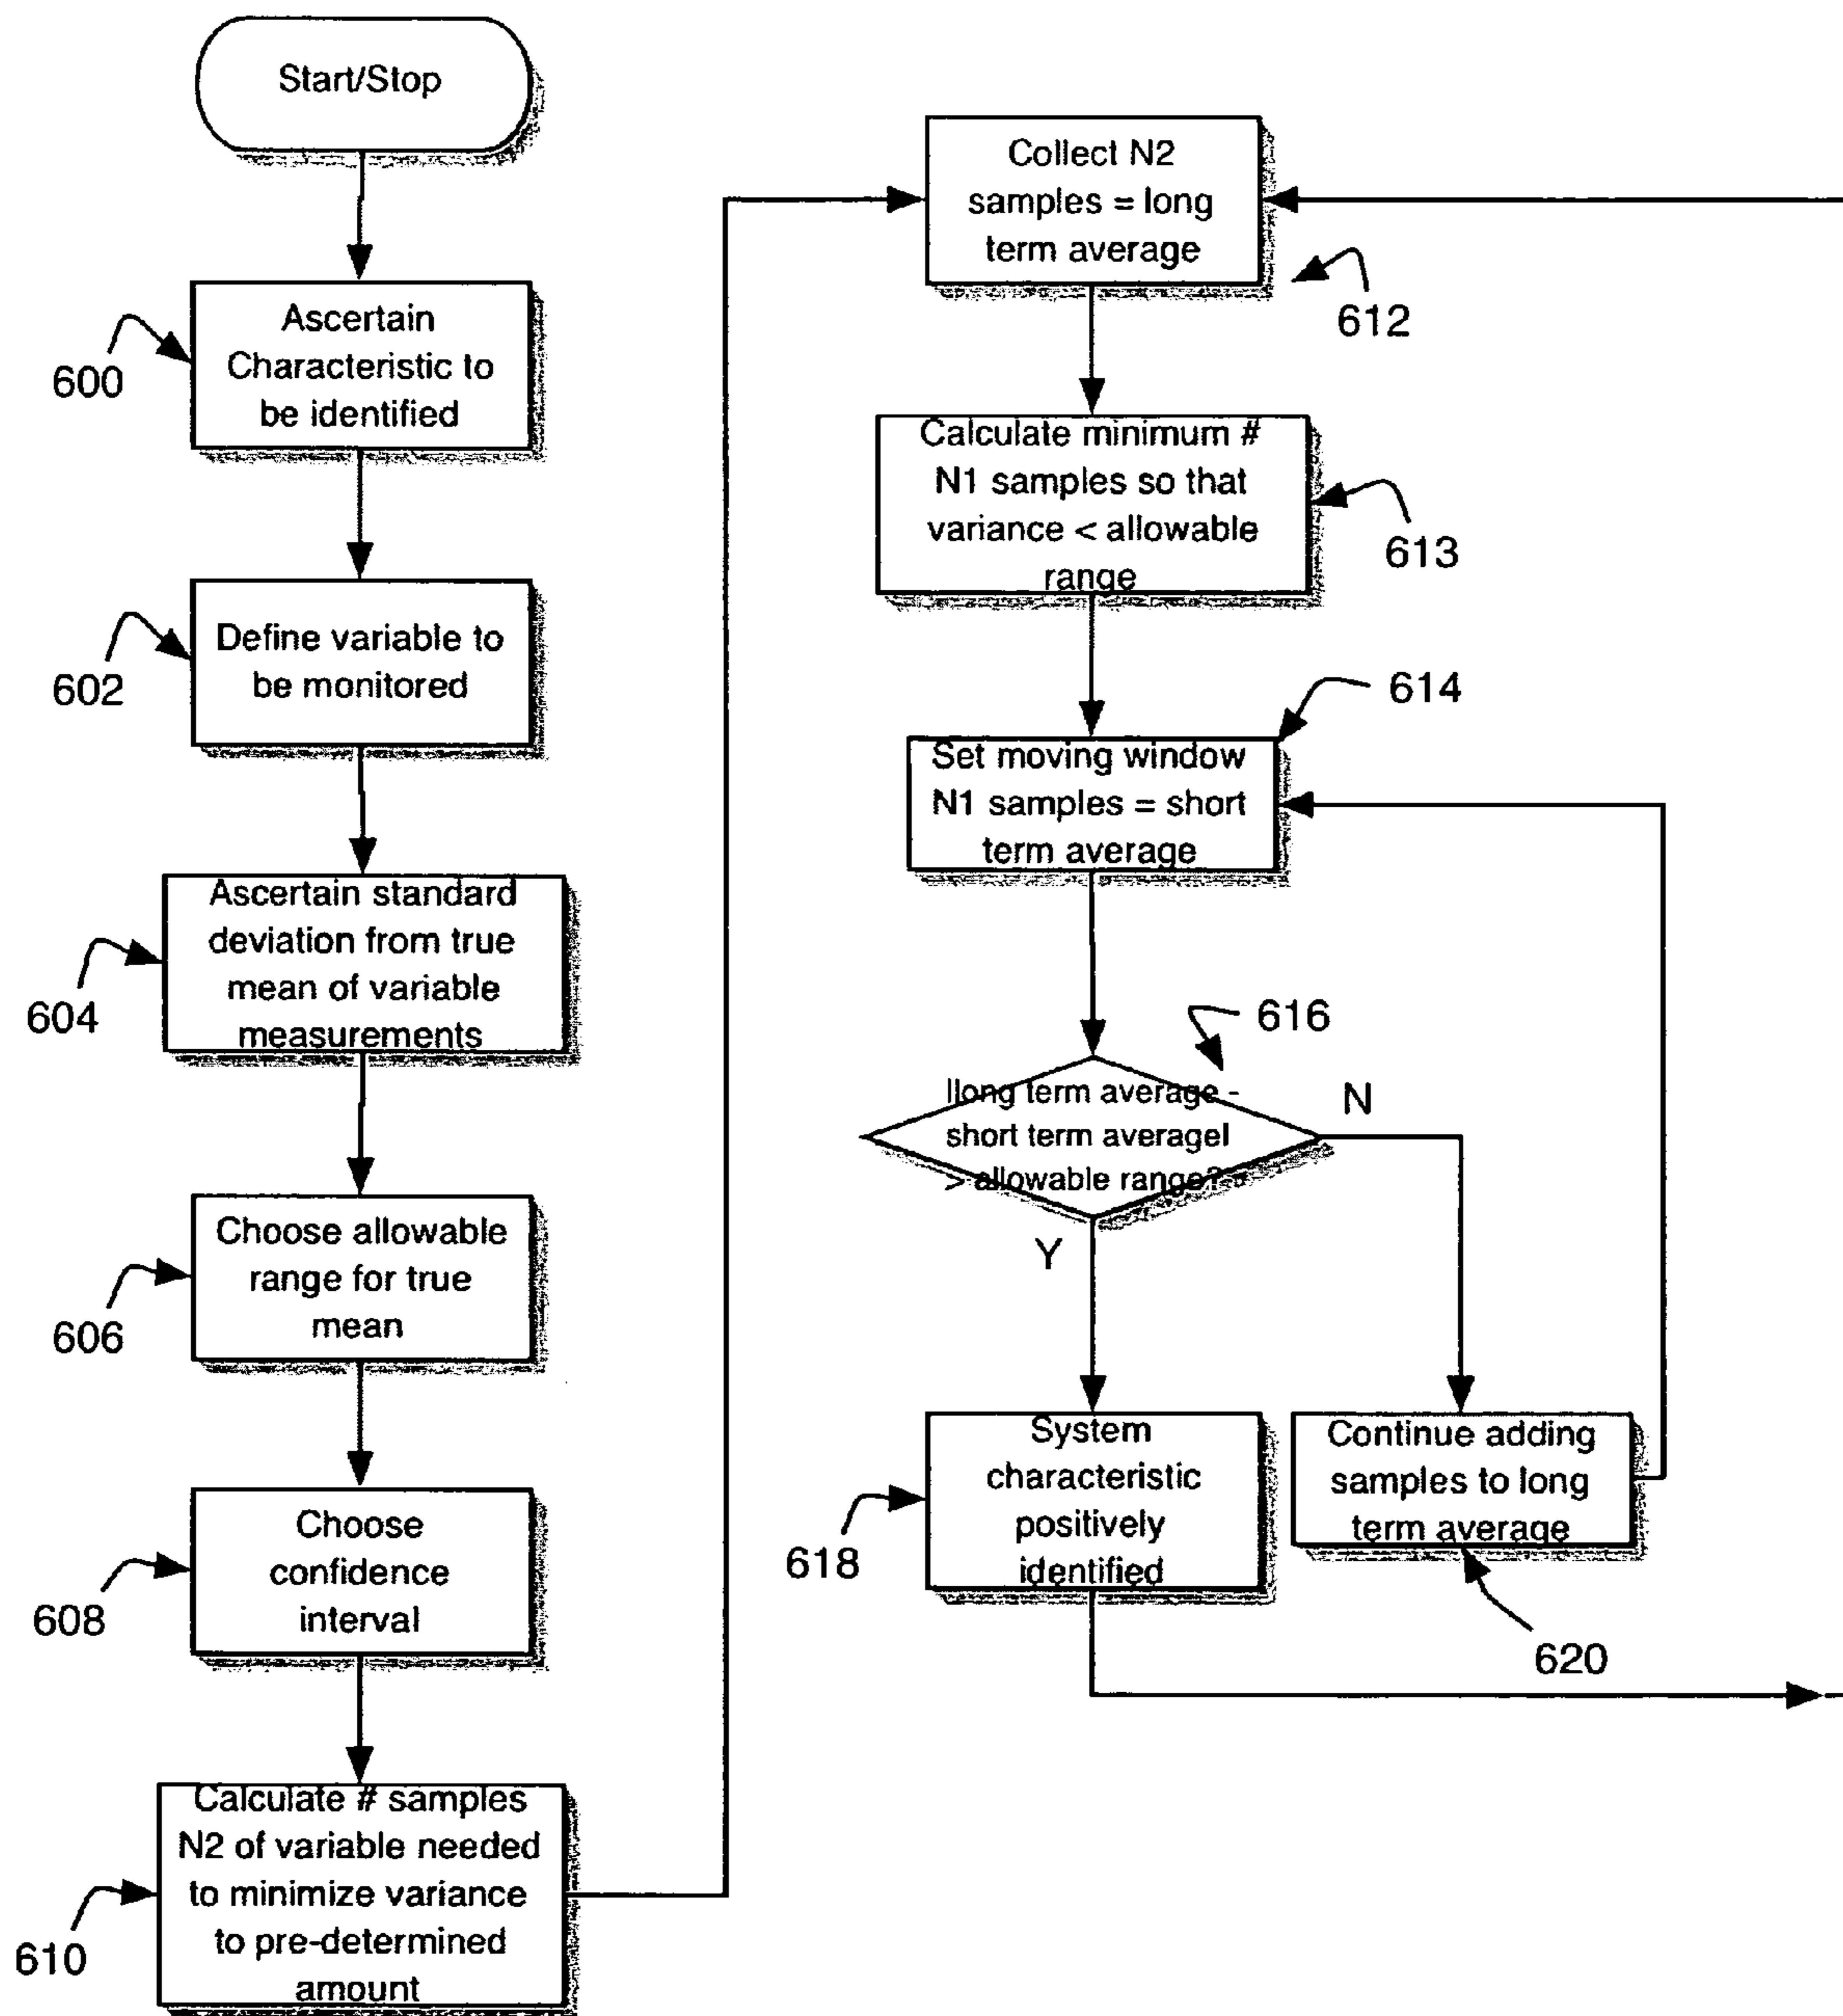 Start/Stop
600
Ascertain
Characteristic to
be identified
602
Define variable to
be monitored
604
Ascertain standard
deviation from true
mean of variable
measurements
606
Choose allowable
range for true
mean
608
Choose
confidence
interval
610
Calculate # samples
N2 of variable needed
to minimize variance
to pre-determined
amount
Collect N2
samples = long
term average
612
Calculate minimum #
N1 samples so that
variance < allowable
range
613
614
Set moving window
N1 samples = short
term average
616
|long term average -
short term average|
> allowable range?
N
Y
618
System
characteristic
positively
identified
Continue adding
samples to long
term average
620